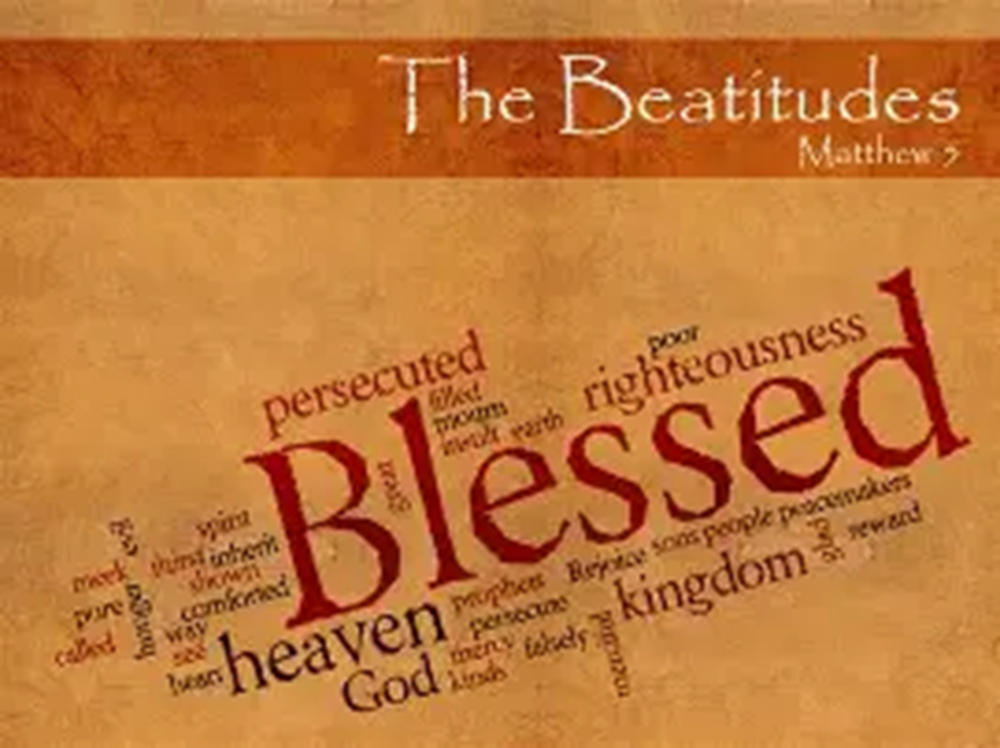 The Beatitudes
Matthew 5
poor
persecuted
righteousness
filled
mourn
insult earth
Blessed
great
evil
spirit
meek
thirst inherit
shown
pure
hunger
comforted
called
way
see
heart
heaven
God
prophets
persecute
mercy
falsely
kinds
Rejoice sons people peacemakers
kingdom
glad
reward
merciful